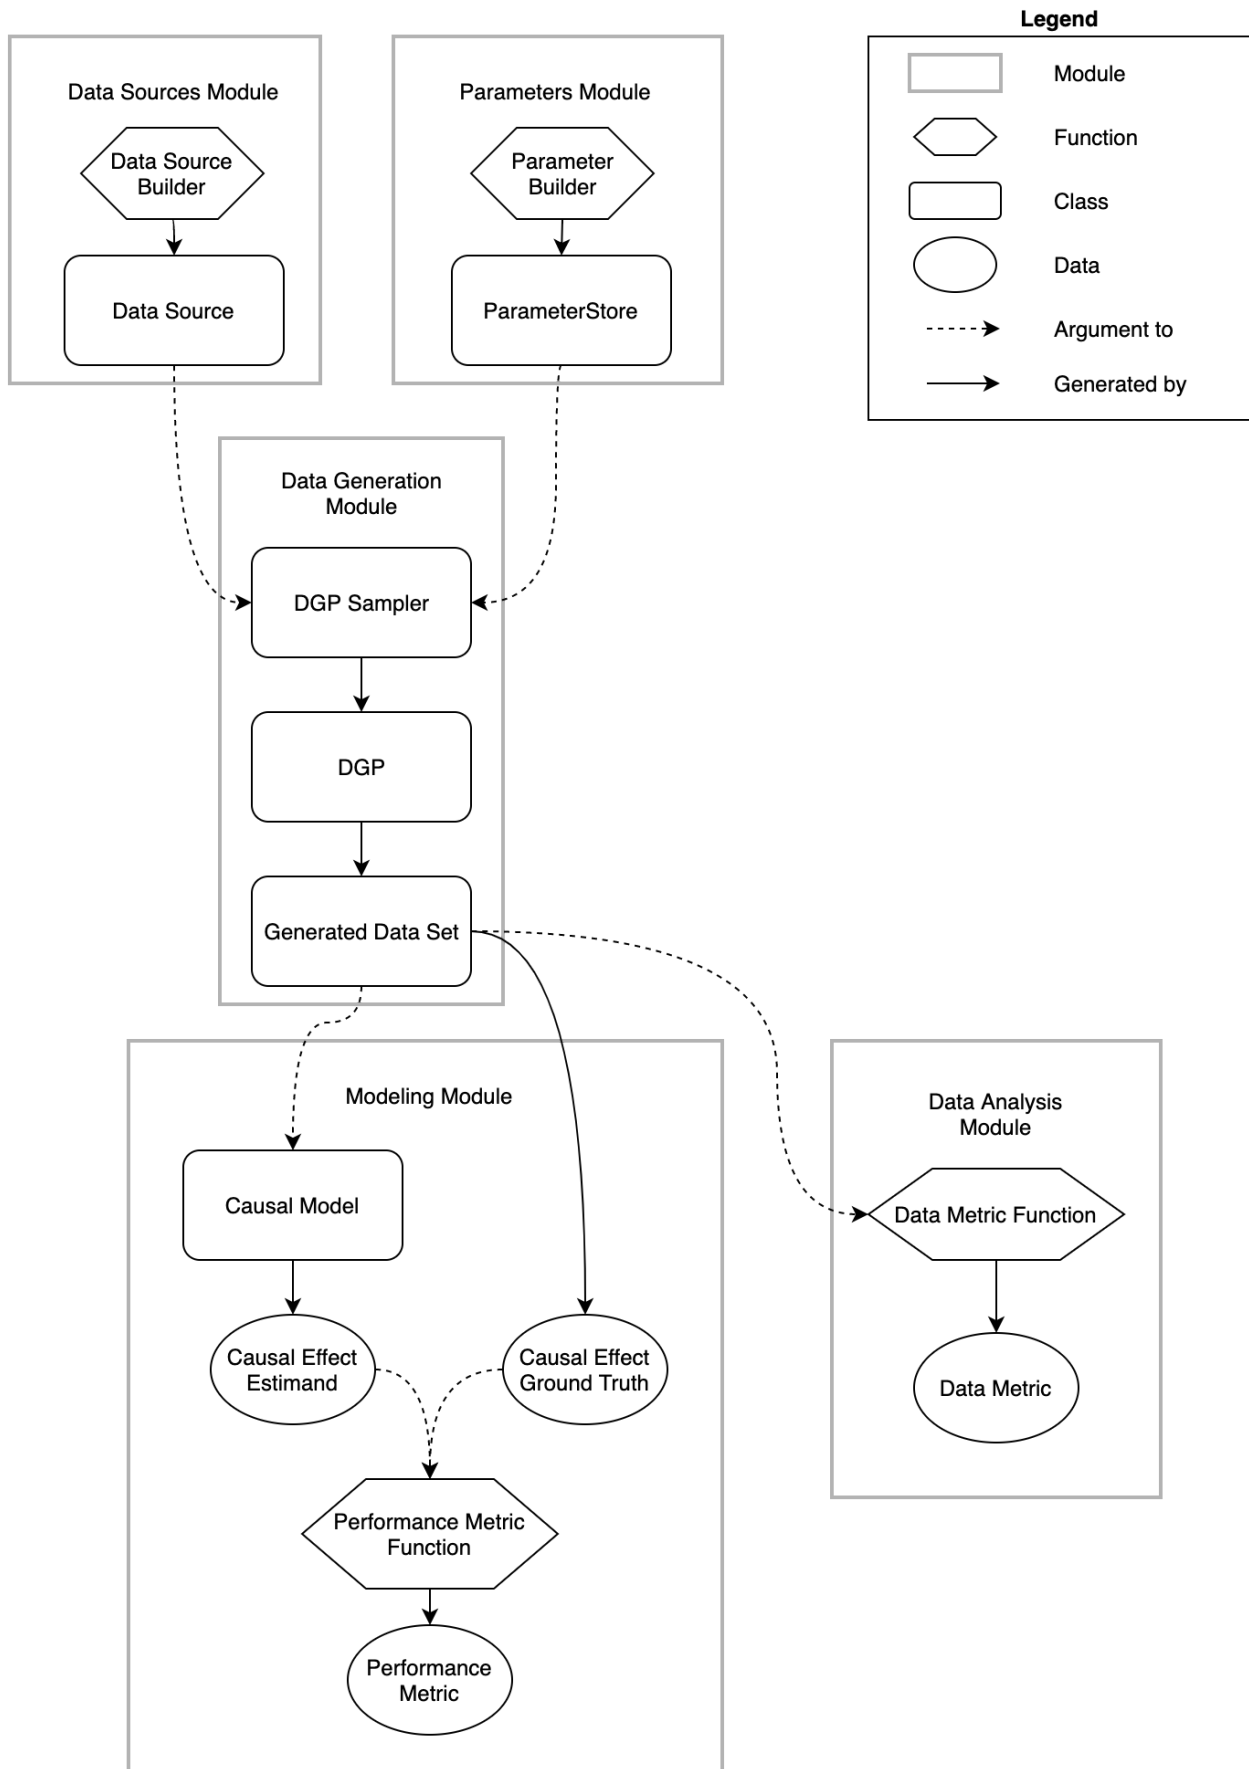 Legend
Module
Function
Class
Data
Argument to
Generated by
Data Sources Module
Data Source
Builder
Data Source
Parameters Module
Parameter
Builder
ParameterStore
Data Generation
Module
DGP Sampler
DGP
Generated Data Set
Modeling Module
Causal Model
Causal Effect
Estimand
Causal Effect
Ground Truth
Performance Metric
Function
Performance
Metric
Data Analysis
Module
Data Metric Function
Data Metric